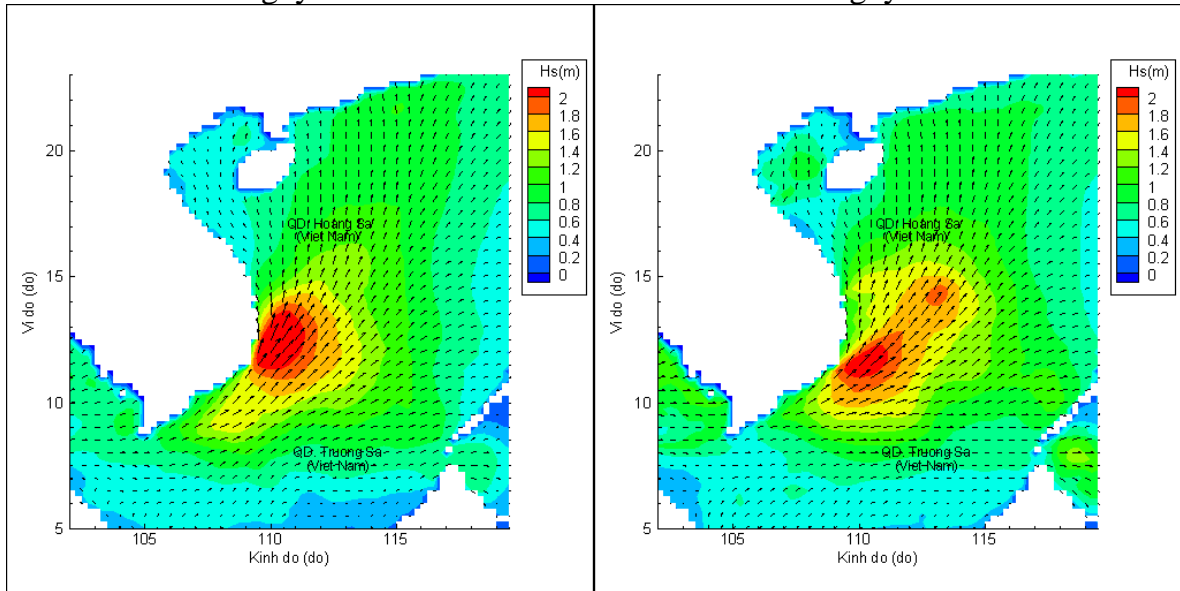 Hs(m)
2
1.8
1.6
1.4
1.2
1
0.8
0.6
0.4
0.2
0
20
15
10
5
Vi do (do)
QD. Hoang Sa
(Viet Nam)
QD. Truong Sa
(Viet Nam)
105
110
115
Kinh do (do)
Hs(m)
2
1.8
1.6
1.4
1.2
1
0.8
0.6
0.4
0.2
0
20
15
10
5
Vi do (do)
QD. Hoang Sa
(Viet Nam)
QD. Truong Sa
(Viet Nam)
105
110
115
Kinh do (do)